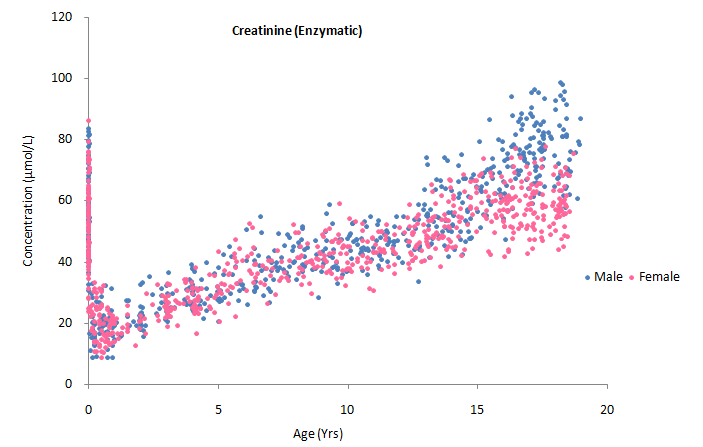 Creatinine (Enzymatic)
120
100
80
60
40
20
0
Concentration (µmol/L)
0 5 10 15 20
Age (Yrs)
Male Female